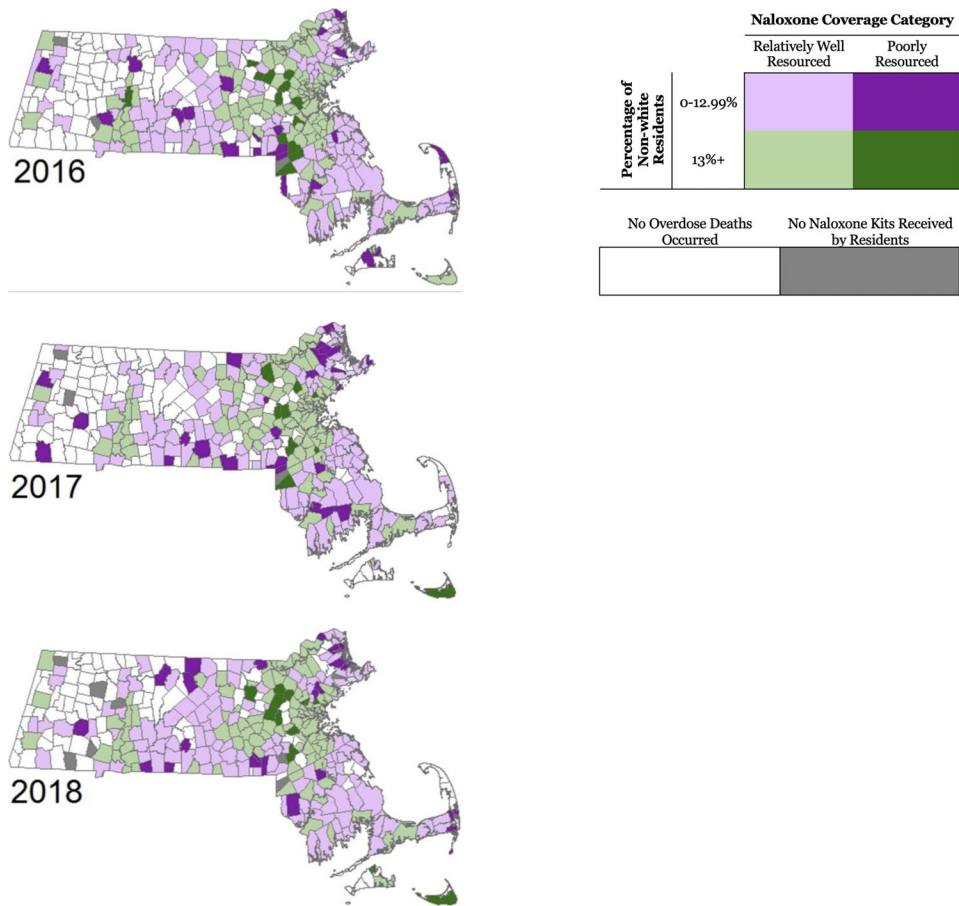 Naloxone Coverage Category
Relatively Well
Resourced
Poorly
Resourced
Percentage of
Non-white
Residents
0-12.99%
13%+
No Overdose Deaths
Occurred
No Naloxone Kits Received
by Residents
2016
2017
2018